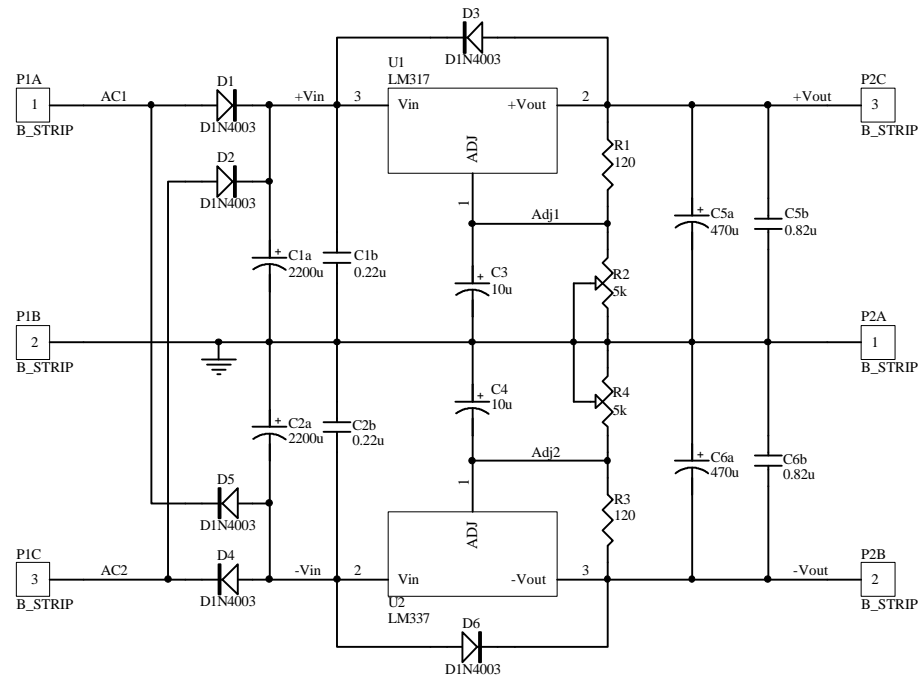 D3
D1N4003
U1
LM317
P1A
1
B_STRIP
AC1
D1
D1N4003
+Vin
3
Vin
+Vout
ADJ
1
2
+Vout
P2C
3
B_STRIP
D2
D1N4003
R1
120
Adj1
C1a
2200u
C1b
0.22u
C3
10u
R2
5k
C5a
470u
C5b
0.82u
P1B
2
B_STRIP
P2A
1
B_STRIP
C2a
2200u
C2b
0.22u
C4
10u
R4
5k
Adj2
C6a
470u
C6b
0.82u
D5
D1N4003
1
ADJ
R3
120
P1C
3
B_STRIP
AC2
D4
D1N4003
-Vin
2
Vin
-Vout
3
-Vout
P2B
2
B_STRIP
U2
LM337
D6
D1N4003